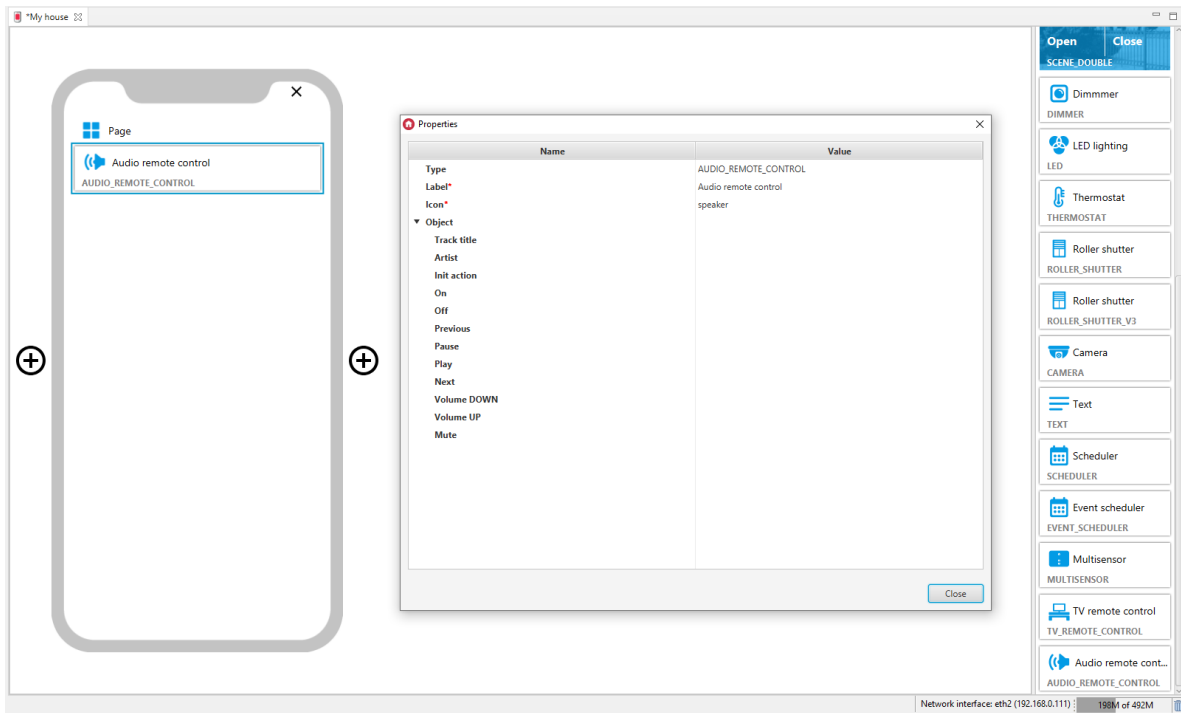 *My house
Page
Audio remote control
AUDIO_REMOTE_CONTROL
Properties
Name Value
Type AUDIO_REMOTE_CONTROL
Label* Audio remote control
Icon* speaker
Object
Track title
Artist
Init action
On
Off
Previous
Pause
Play
Next
Volume DOWN
Volume UP
Mute
Close
Open Close
SCENE_DOUBLE
Dimmmer
DIMMER
LED lighting
LED
Thermostat
THERMOSTAT
Roller shutter
ROLLER_SHUTTER
Roller shutter
ROLLER_SHUTTER_V3
Camera
CAMERA
Text
TEXT
Scheduler
SCHEDULER
Event scheduler
EVENT_SCHEDULER
Multisensor
MULTISENSOR
TV remote control
TV_REMOTE_CONTROL
Audio remote cont...
AUDIO_REMOTE_CONTROL
Network interface: eth2 (192.168.0.111) 198M of 492M